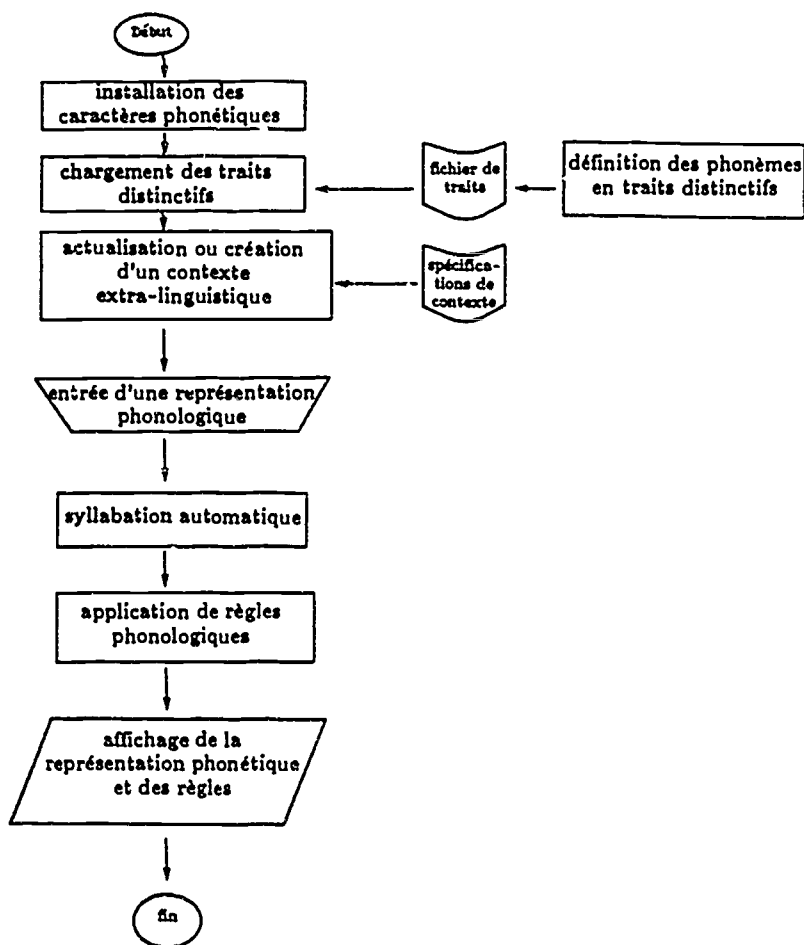 Début
installation des
caractères phonétiques
chargement des traits
distinctifs
fichier de
traits
définition des phonèmes
en traits distinctifs
actualisation ou création
d'un contexte
extra-linguistique
spécifica-
tions de
contexte
entrée d'une représentation
phonologique
syllabation automatique
application de règles
phonologiques
affichage de la
représentation phonétique
et des règles
fin